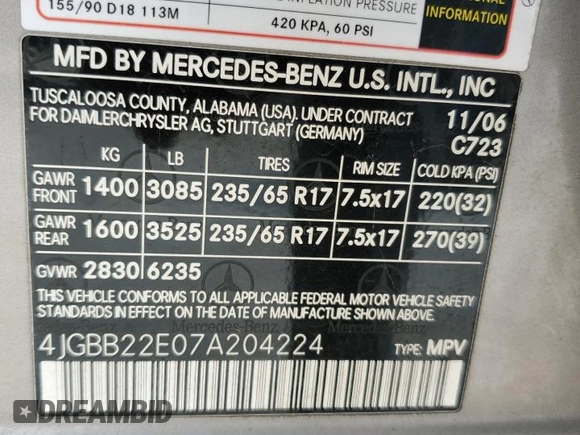 155/90 D18 113M
INFLATION PRESSURE
420 KPA, 60 PSI
INFORMATION
MFD BY MERCEDES-BENZ U.S. INTL., INC
TUSCALOOSA COUNTY, ALABAMA (USA). UNDER CONTRACT
FOR DAIMLERCHRYSLER AG, STUTTGART (GERMANY)
11/06
C723
KG LB TIRES RIM SIZE COLD KPA (PSI)
GAWR FRONT 1400 3085 235/65 R17 7.5x17 220(32)
GAWR REAR 1600 3525 235/65 R17 7.5x17 270(39)
GVWR 2830 6235
THIS VEHICLE CONFORMS TO ALL APPLICABLE FEDERAL MOTOR VEHICLE SAFETY
STANDARDS IN EFFECT ON THE DATE OF MANUFACTURE SHOWN ABOVE.
Mercedes-Benz
4JGBB22E07A204224 TYPE: MPV
DREAMBID